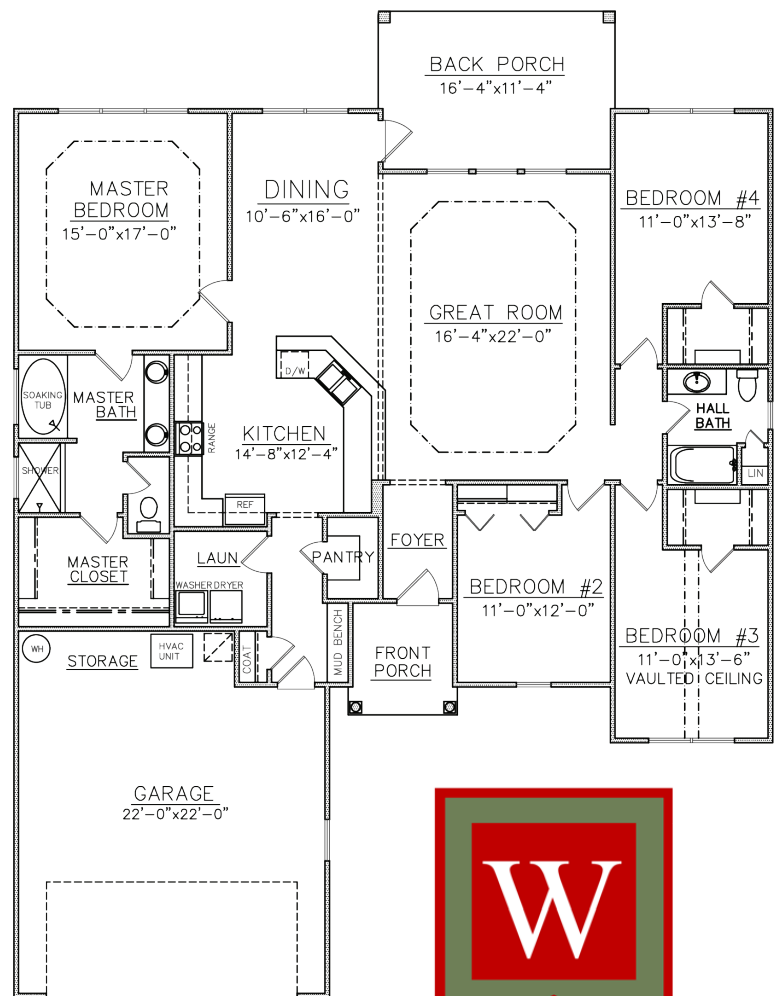 BACK PORCH
16'-4"x11'-4"
MASTER
BEDROOM
15'-0"x17'-0"
DINING
10'-6"x16'-0"
BEDROOM #4
11'-0"x13'-8"
GREAT ROOM
16'-4"x22'-0"
D/W
SOAKING
TUB
MASTER
BATH
RANGE
KITCHEN
14'-8"x12'-4"
HALL
BATH
LIN
SHOWER
REF
FOYER
LAUN
PANTRY
MASTER
CLOSET
WASHER
DRYER
BEDROOM #2
11'-0"x12'-0"
MUD BENCH
COAT
WH
STORAGE
HVAC
UNIT
FRONT
PORCH
BEDROOM #3
11'-0"x13'-6"
VAULTED CEILING
GARAGE
22'-0"x22'-0"
W